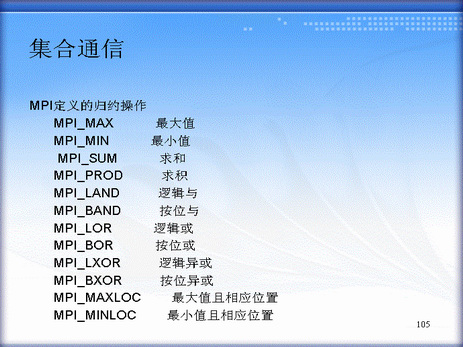 集合通信
MPI定义的归约操作
MPI_MAX 最大值
MPI_MIN 最小值
MPI_SUM 求和
MPI_PROD 求积
MPI_LAND 逻辑与
MPI_BAND 按位与
MPI_LOR 逻辑或
MPI_BOR 按位或
MPI_LXOR 逻辑异或
MPI_BXOR 按位异或
MPI_MAXLOC 最大值且相应位置
MPI_MINLOC 最小值且相应位置
105